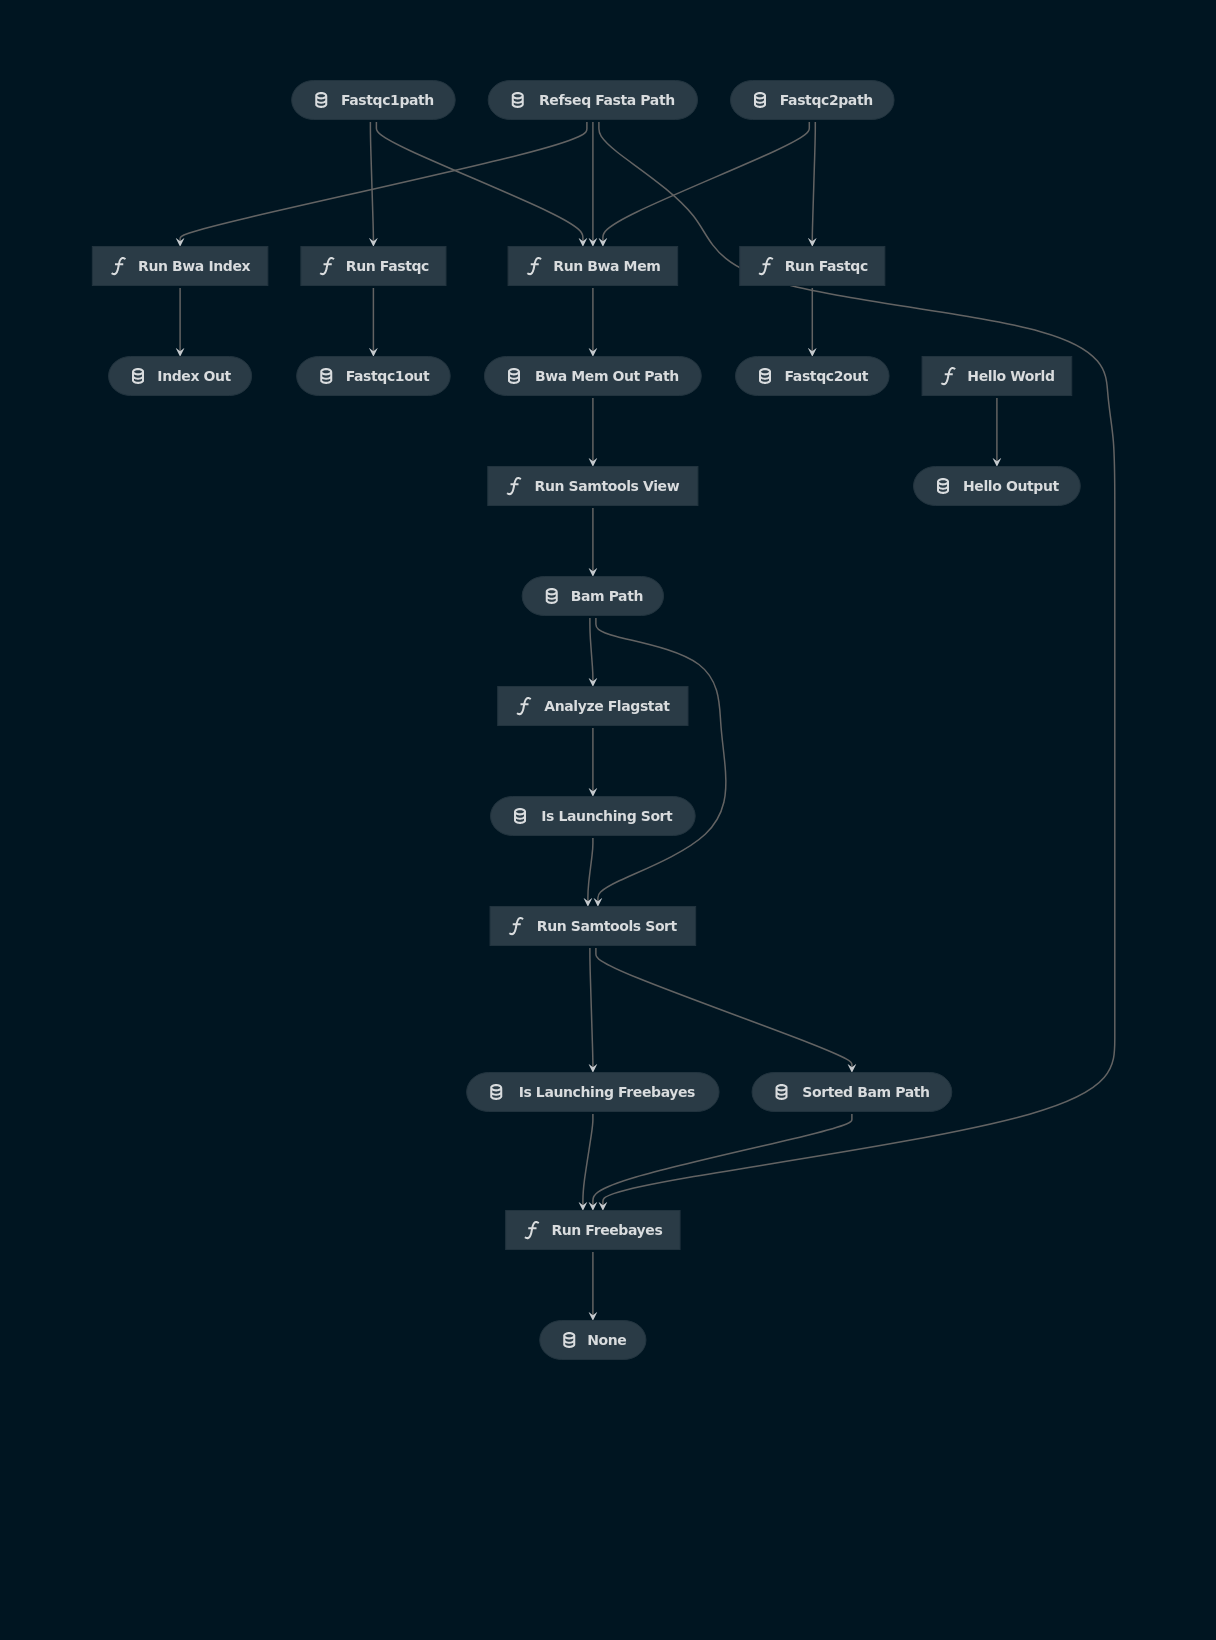 Fastqc1path
Refseq Fasta Path
Fastqc2path
Run Bwa Index
Run Fastqc
Run Bwa Mem
Run Fastqc
Index Out
Fastqc1out
Bwa Mem Out Path
Fastqc2out
Hello World
Run Samtools View
Hello Output
Bam Path
Analyze Flagstat
Is Launching Sort
Run Samtools Sort
Is Launching Freebayes
Sorted Bam Path
Run Freebayes
None